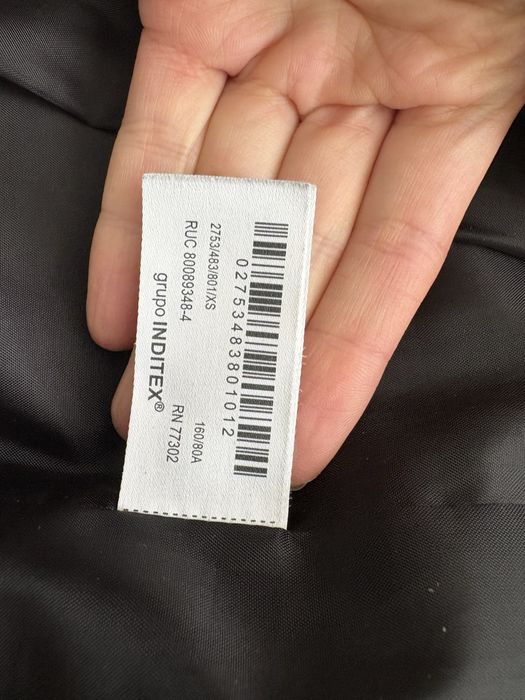 02753483801012
2753/483/801/XS
160/80A
RUC 80089348-4
RN 77302
grupo INDITEX®